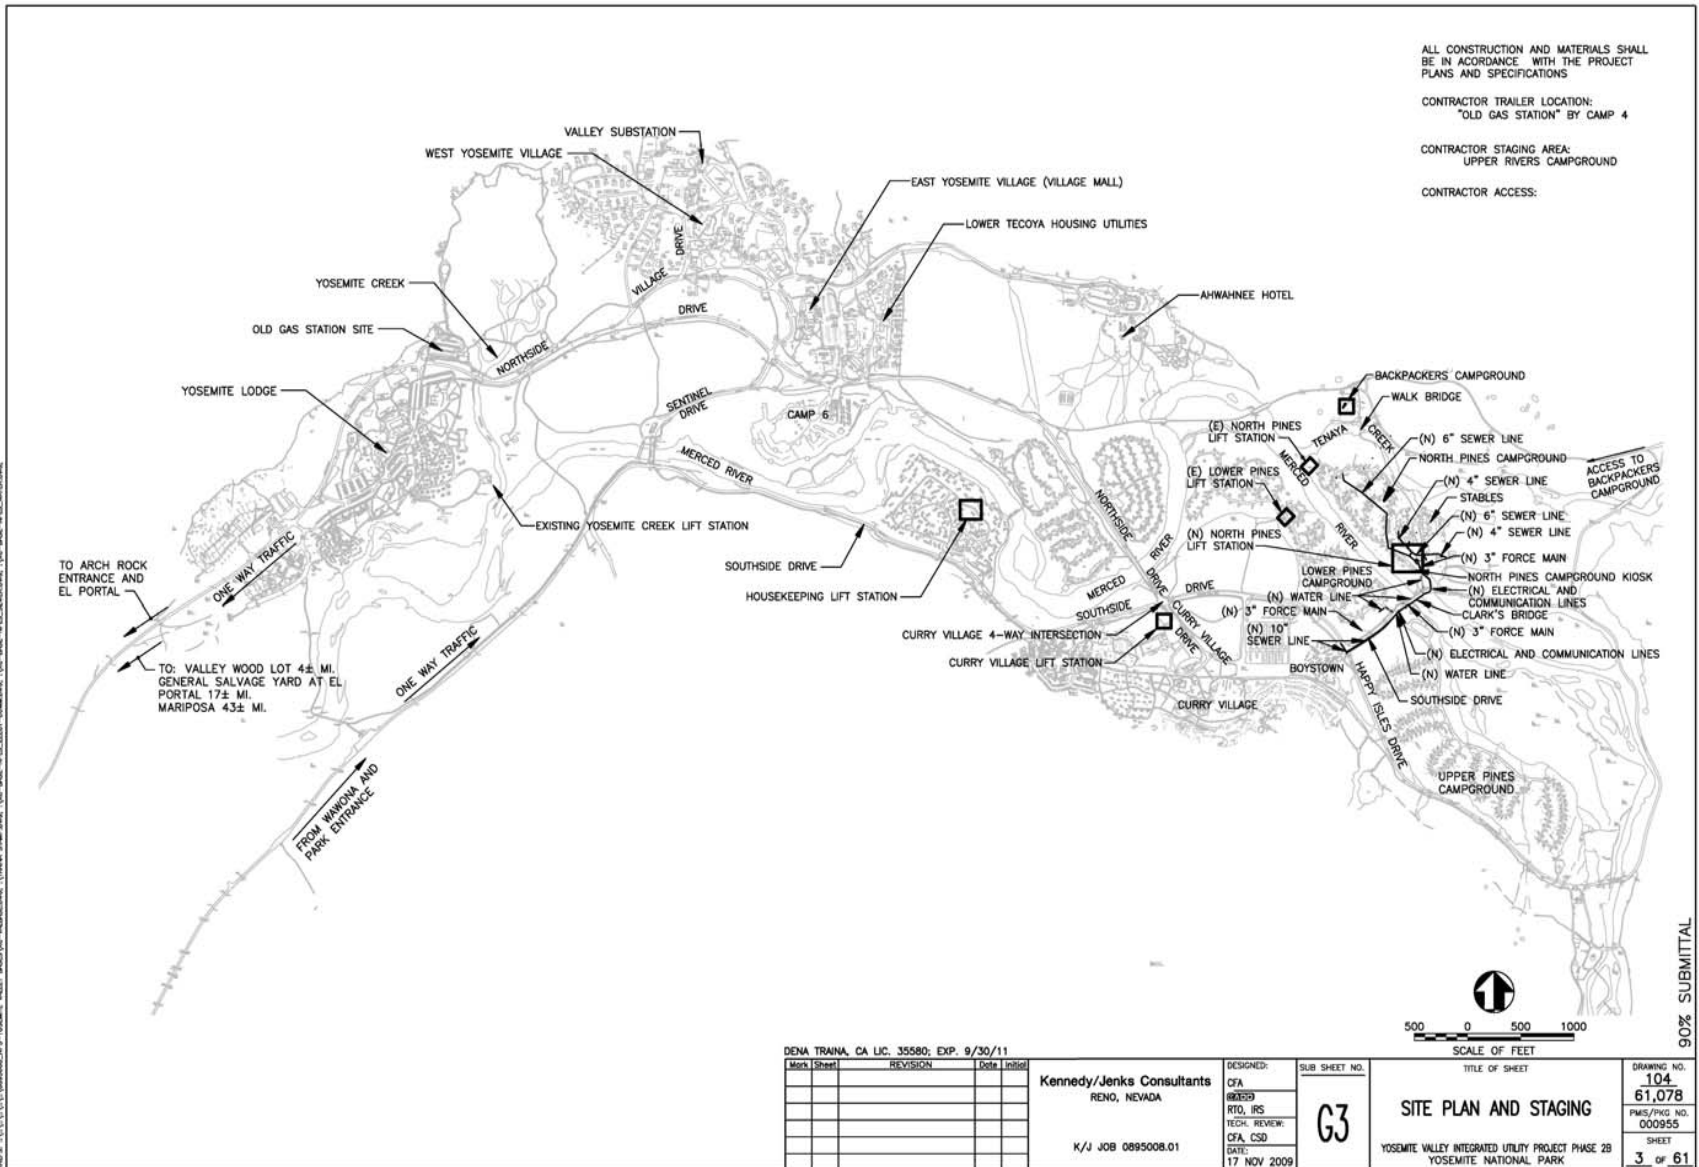 ALL CONSTRUCTION AND MATERIALS SHALL
BE IN ACORDANCE WITH THE PROJECT
PLANS AND SPECIFICATIONS
CONTRACTOR TRAILER LOCATION:
"OLD GAS STATION" BY CAMP 4
CONTRACTOR STAGING AREA:
UPPER RIVERS CAMPGROUND
CONTRACTOR ACCESS:
VALLEY SUBSTATION
WEST YOSEMITE VILLAGE
EAST YOSEMITE VILLAGE (VILLAGE MALL)
LOWER TECOYA HOUSING UTILITIES
VILLAGE DRIVE
YOSEMITE CREEK
AHWAHNEE HOTEL
OLD GAS STATION SITE
NORTHSIDE DRIVE
YOSEMITE LODGE
SENTINEL
DRIVE
CAMP 6
MERCED RIVER
BACKPACKERS CAMPGROUND
WALK BRIDGE
(E) NORTH PINES
LIFT STATION
TENAYA CREEK
(N) 6" SEWER LINE
NORTH PINES CAMPGROUND
MERCED RIVER
(E) LOWER PINES
LIFT STATION
(N) 4" SEWER LINE
STABLES
ACCESS TO
BACKPACKERS
CAMPGROUND
(N) 6" SEWER LINE
(N) 4" SEWER LINE
NORTHSIDE DRIVE
(N) NORTH PINES
LIFT STATION
(N) 3" FORCE MAIN
EXISTING YOSEMITE CREEK LIFT STATION
SOUTHSIDE DRIVE
HOUSEKEEPING LIFT STATION
LOWER PINES
CAMPGROUND
NORTH PINES CAMPGROUND KIOSK
(N) ELECTRICAL AND
COMMUNICATION LINES
CLARK'S BRIDGE
MERCED RIVER
SOUTHSIDE DRIVE
(N) WATER LINE
(N) 3" FORCE MAIN
(N) 3" FORCE MAIN
(N) 10"
SEWER LINE
(N) ELECTRICAL AND COMMUNICATION LINES
(N) WATER LINE
SOUTHSIDE DRIVE
CURRY VILLAGE 4-WAY INTERSECTION
CURRY VILLAGE LIFT STATION
CURRY VILLAGE
DRIVE
BOYSTOWN
CURRY VILLAGE
HAPPY ISLES DRIVE
UPPER PINES
CAMPGROUND
TO ARCH ROCK
ENTRANCE AND
EL PORTAL
ONE WAY TRAFFIC
ONE WAY TRAFFIC
TO: VALLEY WOOD LOT 4± MI.
GENERAL SALVAGE YARD AT EL
PORTAL 17± MI.
MARIPOSA 43± MI.
FROM WAWONA AND
PARK ENTRANCE
500 0 500 1000
SCALE OF FEET
90% SUBMITTAL
DENA TRAINA, CA LIC. 35580; EXP. 9/30/11
Mark Sheet REVISION Date Initial
Kennedy/Jenks Consultants
RENO, NEVADA
K/J JOB 0895008.01
DESIGNED:
CFA
CADD
RTO, IRS
TECH. REVIEW:
CFA, CSD
DATE:
17 NOV 2009
SUB SHEET NO.
G3
TITLE OF SHEET
SITE PLAN AND STAGING
YOSEMITE VALLEY INTEGRATED UTILITY PROJECT PHASE 2B
YOSEMITE NATIONAL PARK
DRAWING NO.
104
61,078
PMIS/PKG NO.
000955
SHEET
3 OF 61